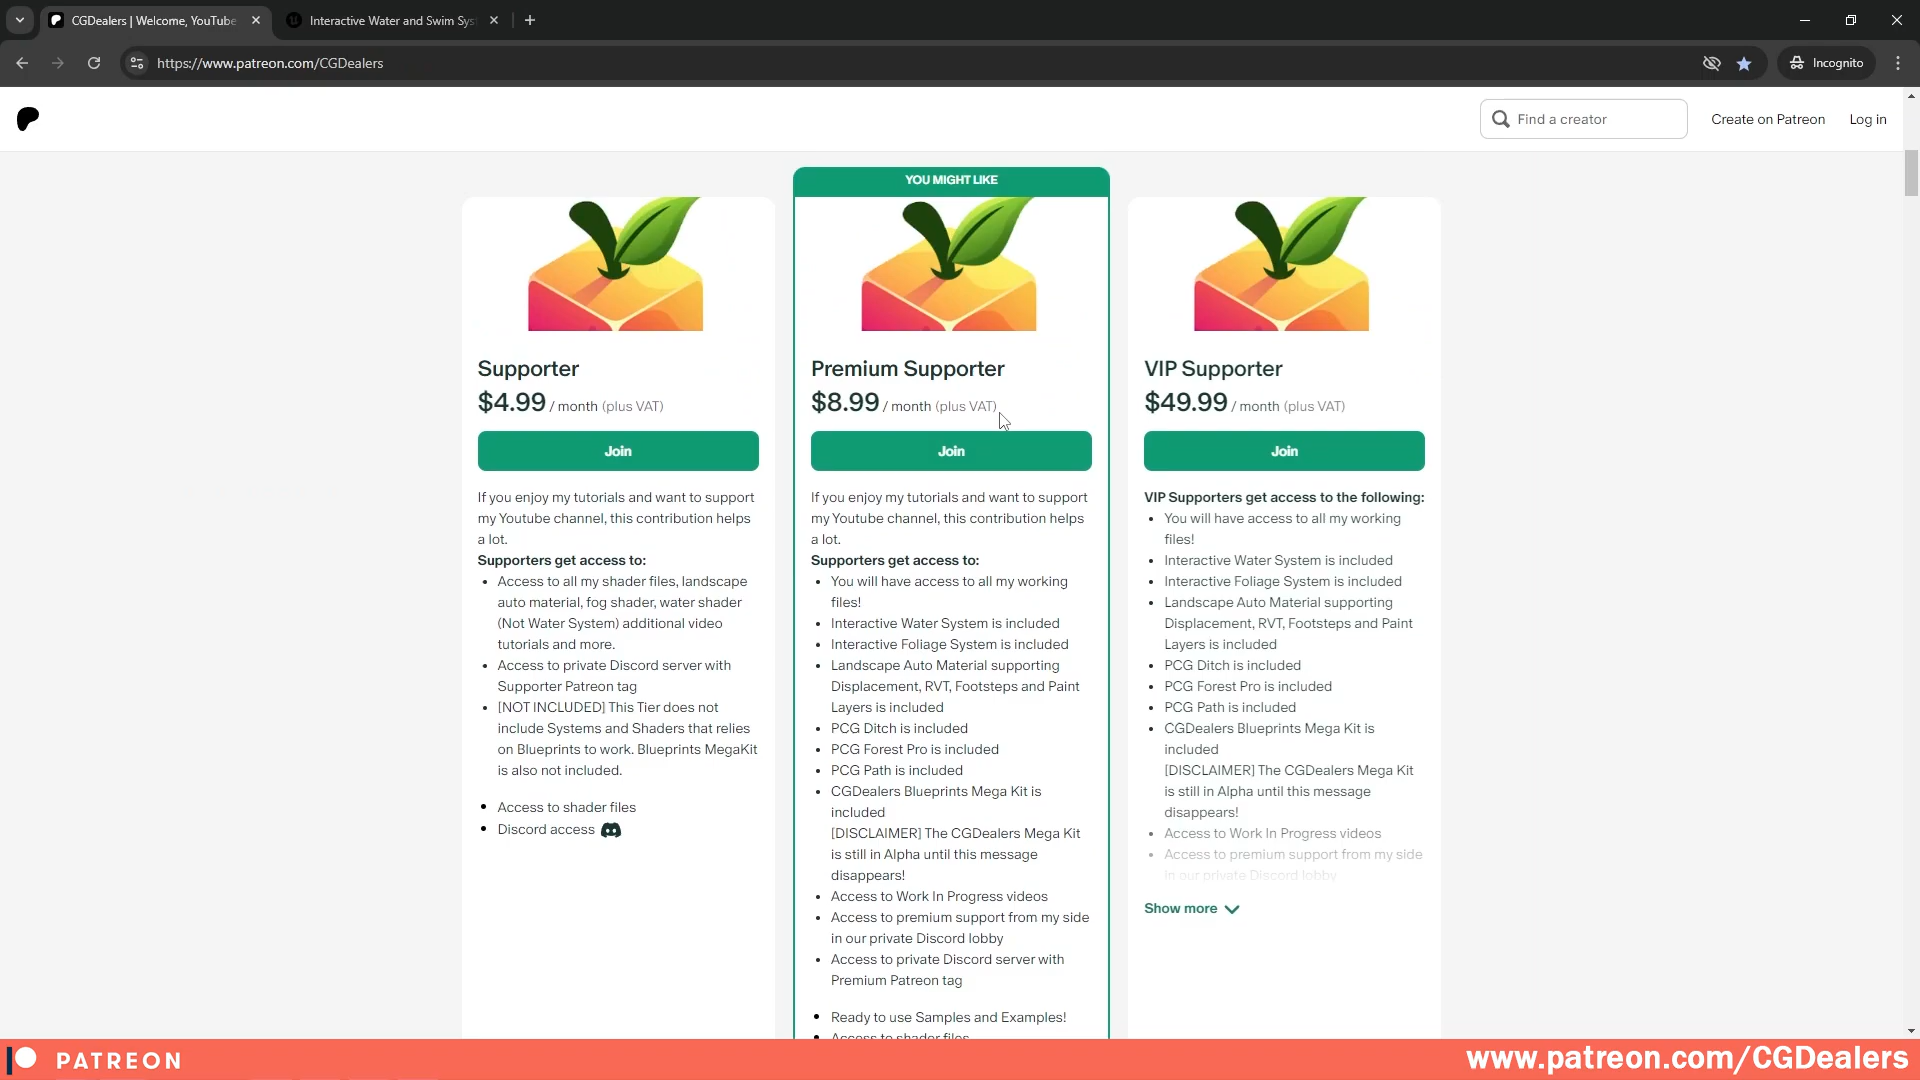 CGDealers | Welcome, YouTube
Interactive Water and Swim Sys
https://www.patreon.com/CGDealers
Incognito
Find a creator
Create on Patreon
Log in
YOU MIGHT LIKE
Supporter
$4.99 / month (plus VAT)
Join
If you enjoy my tutorials and want to support
my Youtube channel, this contribution helps
a lot.
Supporters get access to:
• Access to all my shader files, landscape
auto material, fog shader, water shader
(Not Water System) additional video
tutorials and more.
• Access to private Discord server with
Supporter Patreon tag
• [NOT INCLUDED] This Tier does not
include Systems and Shaders that relies
on Blueprints to work. Blueprints MegaKit
is also not included.
• Access to shader files
• Discord access
Premium Supporter
$8.99 / month (plus VAT)
Join
If you enjoy my tutorials and want to support
my Youtube channel, this contribution helps
a lot.
Supporters get access to:
• You will have access to all my working
files!
• Interactive Water System is included
• Interactive Foliage System is included
• Landscape Auto Material supporting
Displacement, RVT, Footsteps and Paint
Layers is included
• PCG Ditch is included
• PCG Forest Pro is included
• PCG Path is included
• CGDealers Blueprints Mega Kit is
included
[DISCLAIMER] The CGDealers Mega Kit
is still in Alpha until this message
disappears!
• Access to Work In Progress videos
• Access to premium support from my side
in our private Discord lobby
• Access to private Discord server with
Premium Patreon tag
• Ready to use Samples and Examples!
• Access to shader files
VIP Supporter
$49.99 / month (plus VAT)
Join
VIP Supporters get access to the following:
• You will have access to all my working
files!
• Interactive Water System is included
• Interactive Foliage System is included
• Landscape Auto Material supporting
Displacement, RVT, Footsteps and Paint
Layers is included
• PCG Ditch is included
• PCG Forest Pro is included
• PCG Path is included
• CGDealers Blueprints Mega Kit is
included
[DISCLAIMER] The CGDealers Mega Kit
is still in Alpha until this message
disappears!
• Access to Work In Progress videos
• Access to premium support from my side
in our private Discord lobby
Show more
PATREON
www.patreon.com/CGDealers